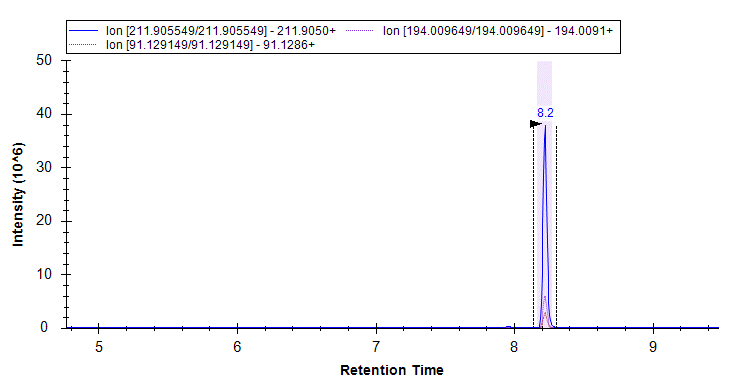 Ion [211.905549/211.905549] - 211.9050+ Ion [194.009649/194.009649] - 194.0091+
Ion [91.129149/91.129149] - 91.1286+
50
8.2
40
30
Intensity (10^6)
20
10
0
5 6 7 8 9
Retention Time